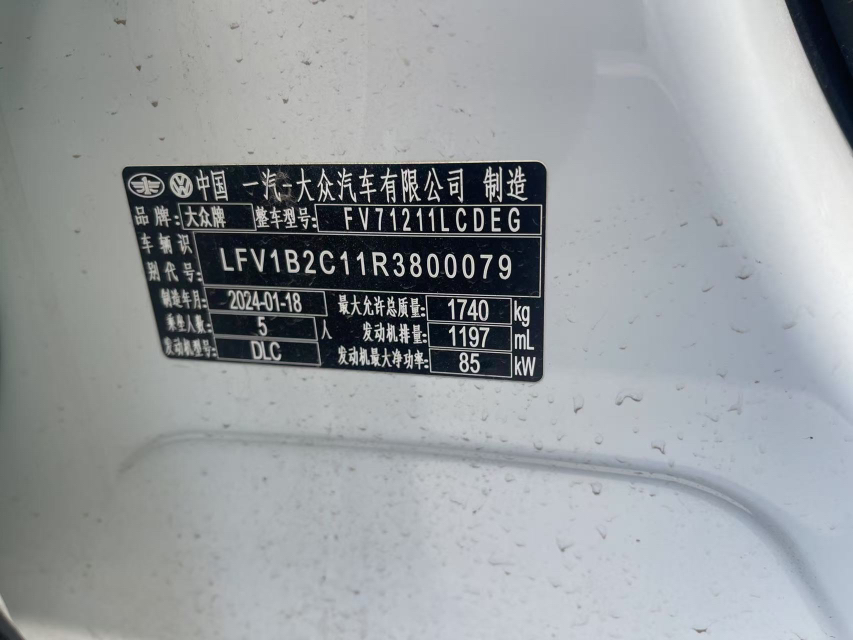 中国 一汽-大众汽车有限公司 制造
品牌: 大众牌 整车型号: FV71211LCDEG
车辆识别代号: LFV1B2C11R3800079
制造年月: 2024-01-18 最大允许总质量: 1740 kg
乘坐人数: 5 人 发动机排量: 1197 mL
发动机型号: DLC 发动机最大净功率: 85 kW